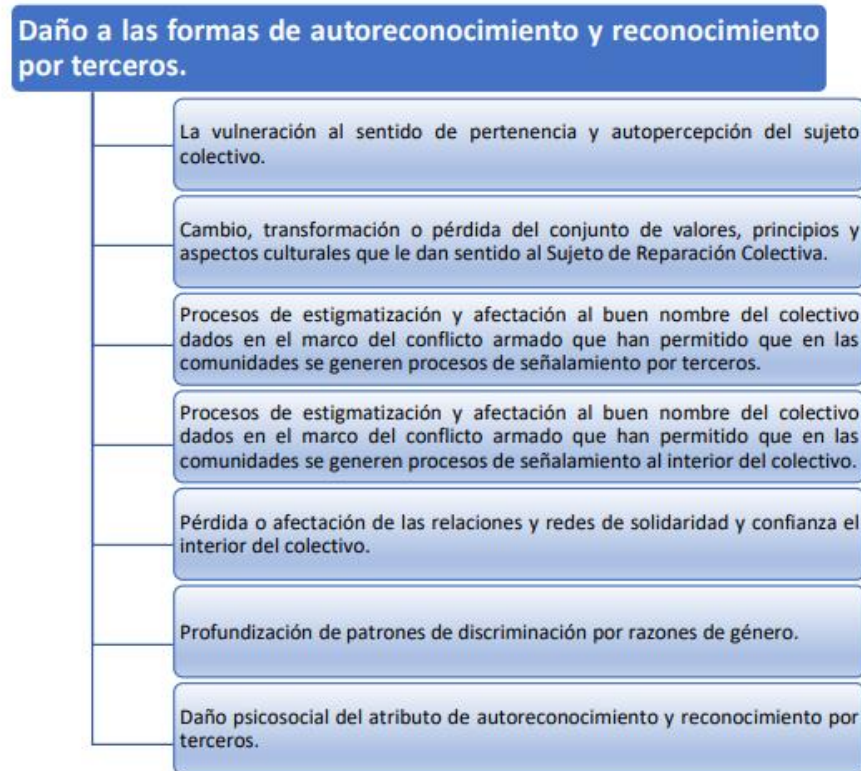 Daño a las formas de autoreconocimiento y reconocimiento
por terceros.
La vulneración al sentido de pertenencia y autopercepción del sujeto
colectivo.
Cambio, transformación o pérdida del conjunto de valores, principios y
aspectos culturales que le dan sentido al Sujeto de Reparación Colectiva.
Procesos de estigmatización y afectación al buen nombre del colectivo
dados en el marco del conflicto armado que han permitido que en las
comunidades se generen procesos de señalamiento por terceros.
Procesos de estigmatización y afectación al buen nombre del colectivo
dados en el marco del conflicto armado que han permitido que en las
comunidades se generen procesos de señalamiento al interior del colectivo.
Pérdida o afectación de las relaciones y redes de solidaridad y confianza el
interior del colectivo.
Profundización de patrones de discriminación por razones de género.
Daño psicosocial del atributo de autoreconocimiento y reconocimiento por
terceros.